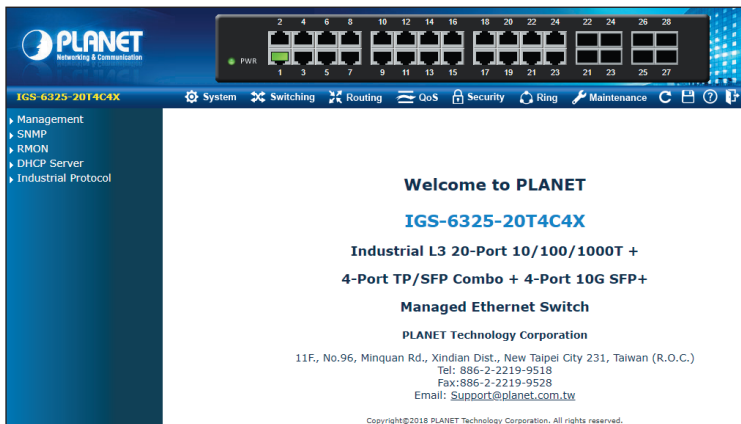 2 4 6 8 10 12 14 16 18 20 22 24 22 24 26 28
PLANET
Networking & Communication
PWR
1 3 5 7 9 11 13 15 17 19 21 23 21 23 25 27
IGS-6325-20T4C4X
System Switching Routing QoS Security Ring Maintenance
Management
SNMP
RMON
DHCP Server
Industrial Protocol
Welcome to PLANET
IGS-6325-20T4C4X
Industrial L3 20-Port 10/100/1000T +
4-Port TP/SFP Combo + 4-Port 10G SFP+
Managed Ethernet Switch
PLANET Technology Corporation
11F., No.96, Minquan Rd., Xindian Dist., New Taipei City 231, Taiwan (R.O.C.)
Tel: 886-2-2219-9518
Fax:886-2-2219-9528
Email: Support@planet.com.tw
Copyright©2018 PLANET Technology Corporation. All rights reserved.